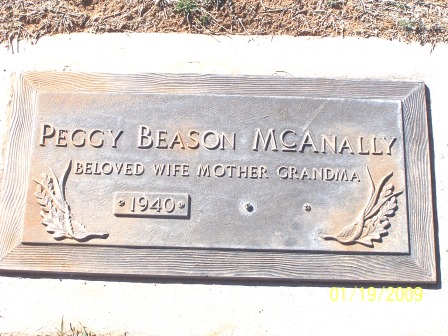 PEGGY BEASON MCANALLY
BELOVED WIFE MOTHER GRANDMA
1940
01/19/2009